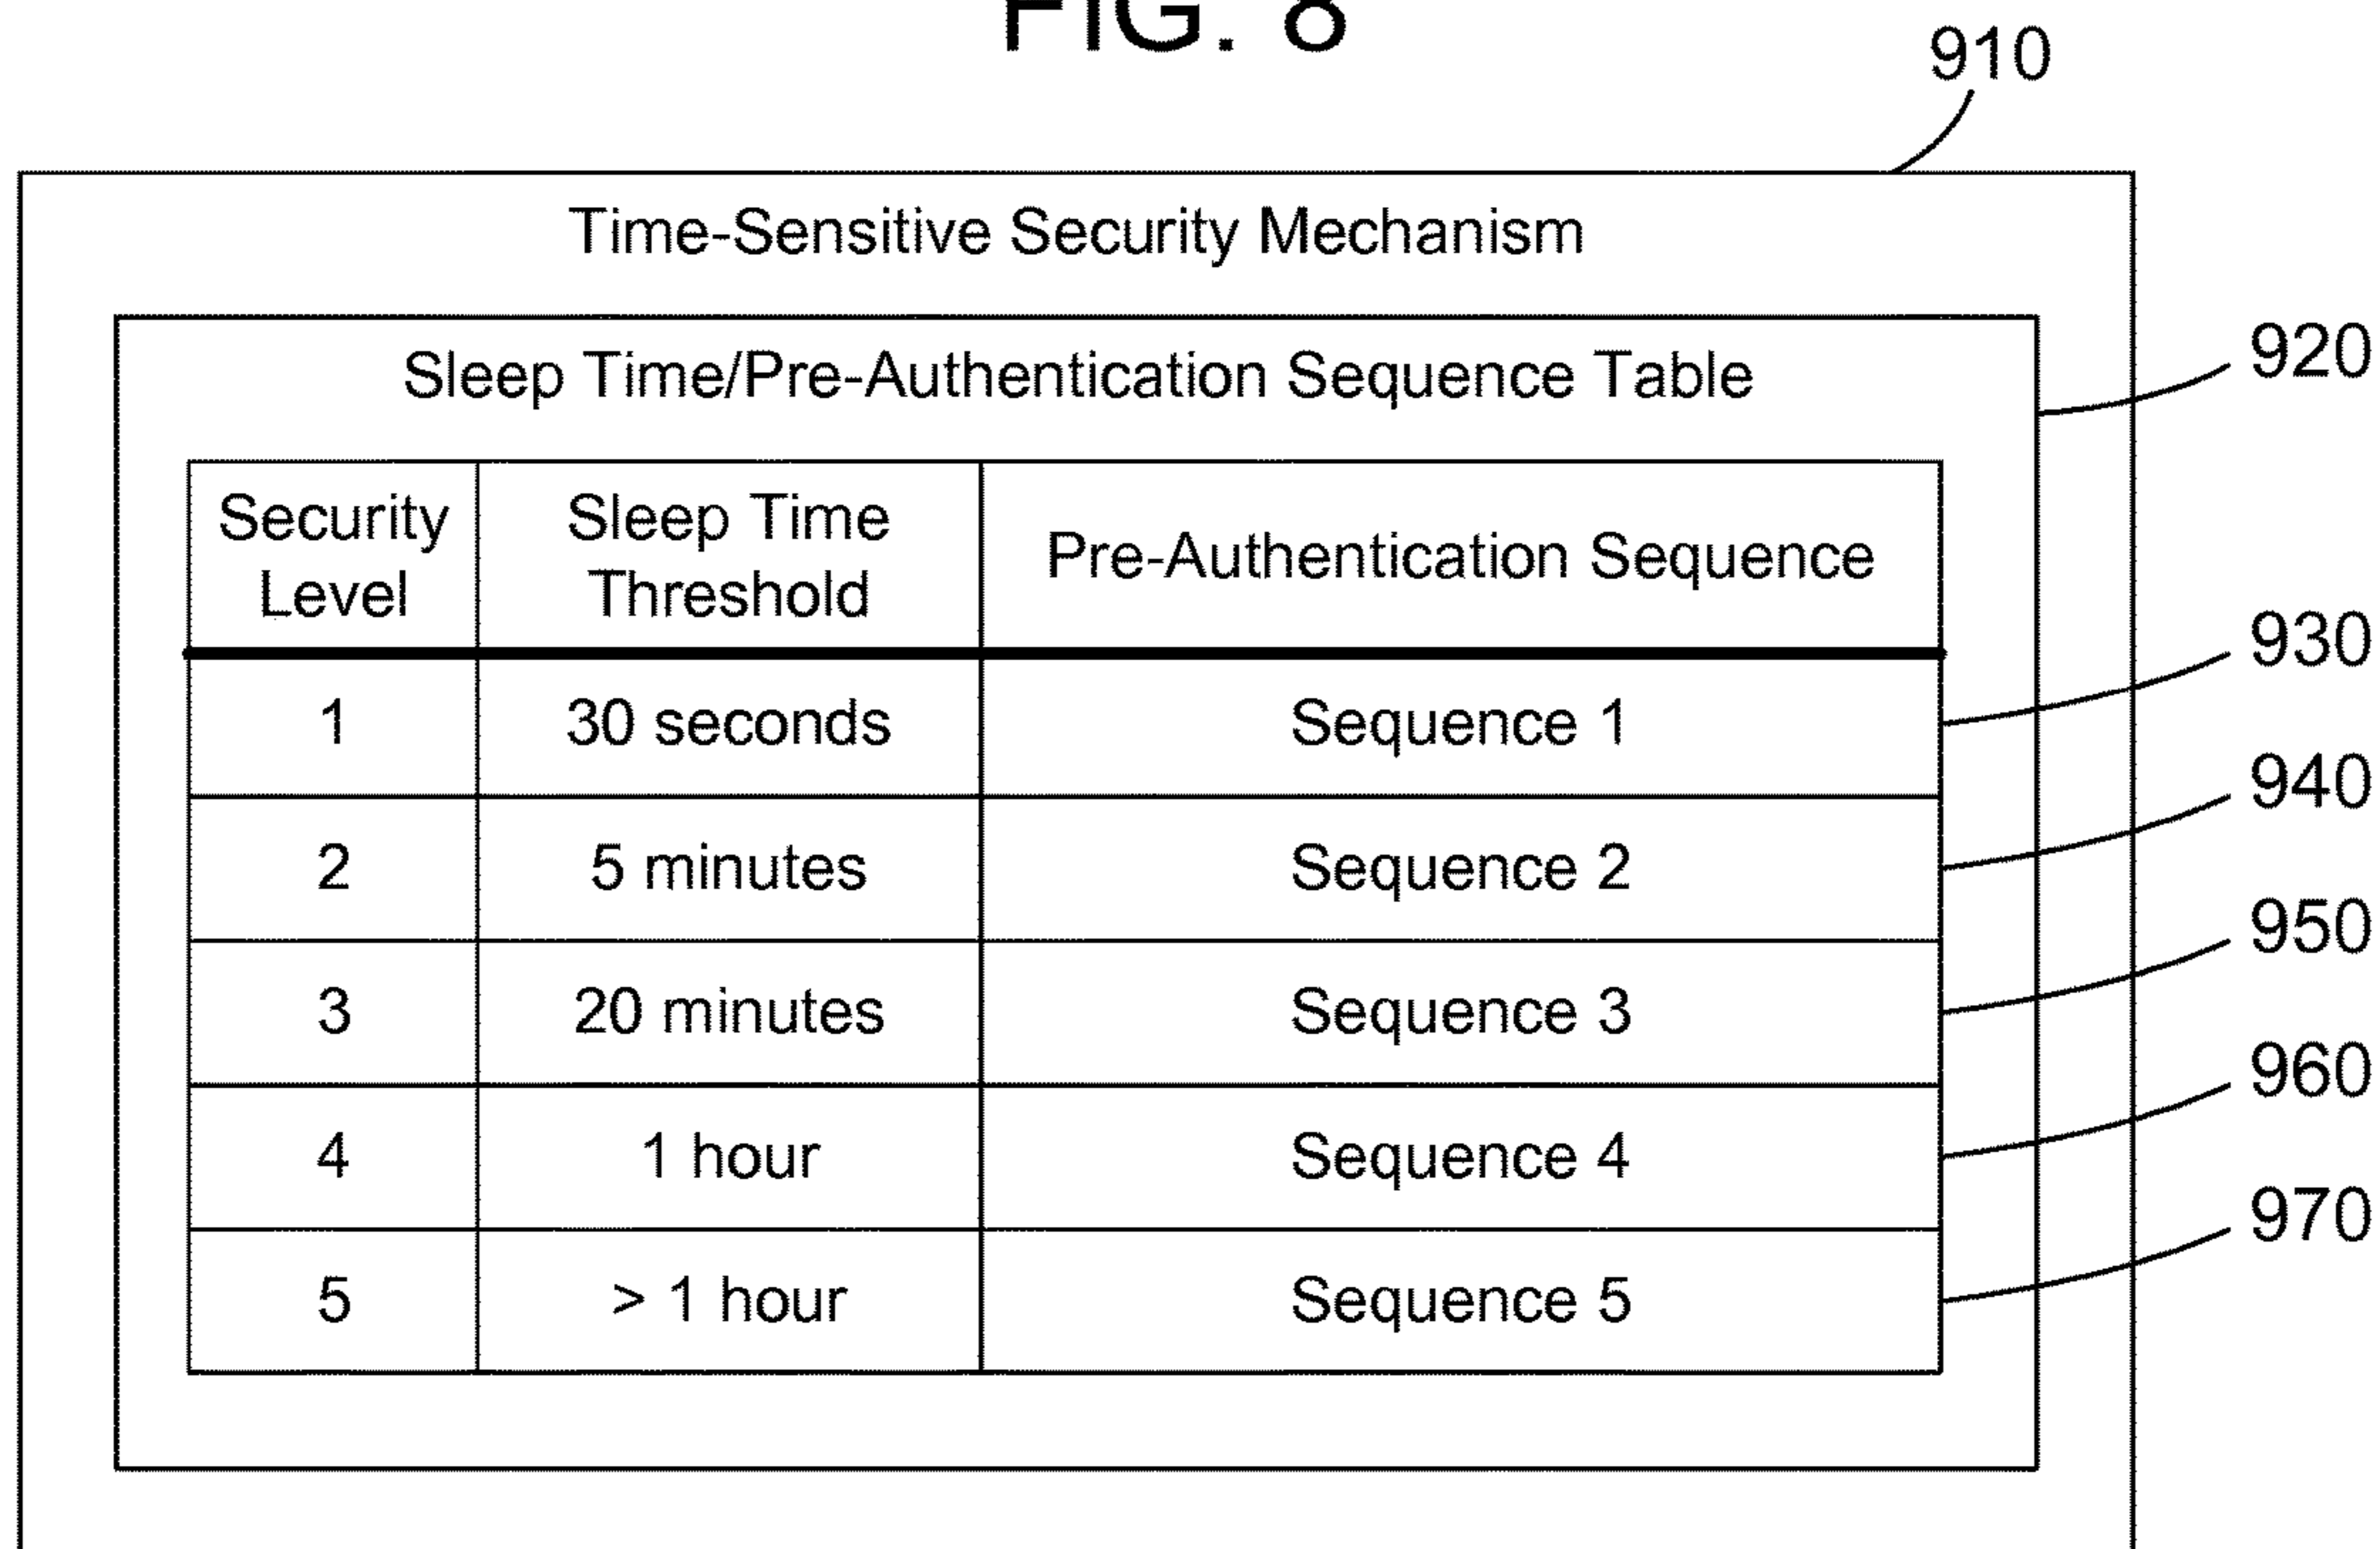 FIG. 8
910
Time-Sensitive Security Mechanism
920
Sleep Time/Pre-Authentication Sequence Table
Security Level
Sleep Time Threshold
Pre-Authentication Sequence
930
1 30 seconds Sequence 1
940
2 5 minutes Sequence 2
950
3 20 minutes Sequence 3
960
4 1 hour Sequence 4
970
5 > 1 hour Sequence 5